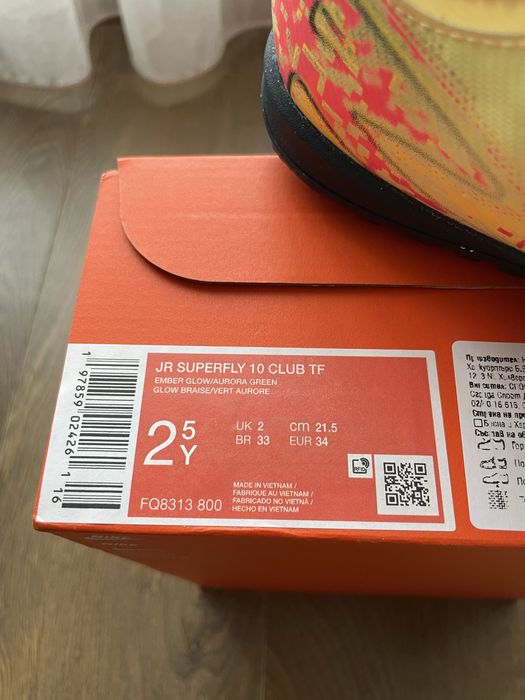 JR SUPERFLY 10 CLUB TF
EMBER GLOW/AURORA GREEN
GLOW BRAISE/VERT AURORE
2 5 Y
UK 2 cm 21.5
BR 33 EUR 34
MADE IN VIETNAM /
FABRIQUÉ AU VIETNAM /
FABRICADO NO VIETNÃ /
HECHO EN VIETNAM
FQ8313 800
1 97859 02426 1
16
NIKE